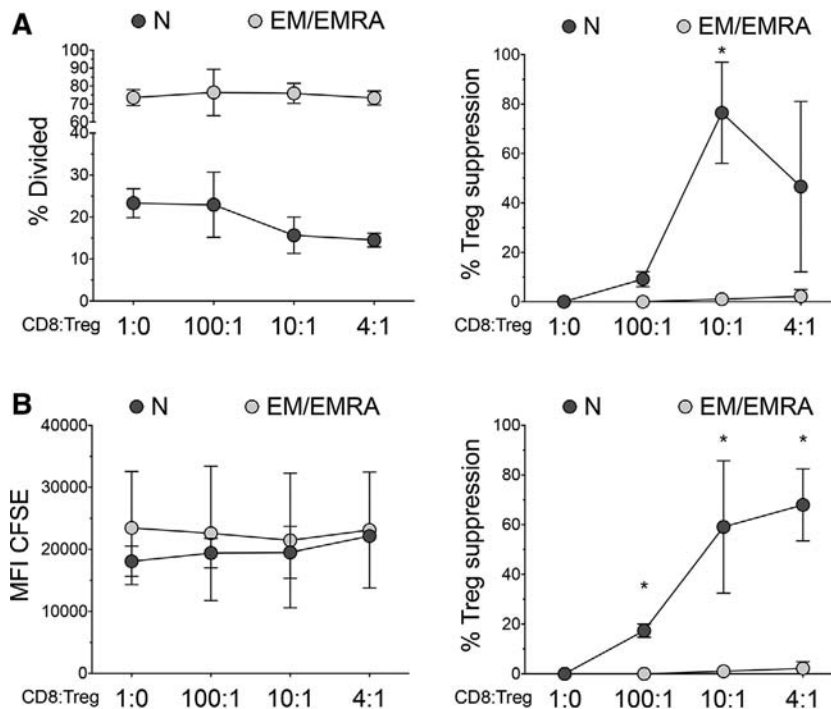 A
N EM/EMRA
% Divided
100
90
80
70
60
40
30
20
10
0
CD8:Treg 1:0 100:1 10:1 4:1
N EM/EMRA
% Treg suppression
100
80
60
40
20
0
*
CD8:Treg 1:0 100:1 10:1 4:1
B
N EM/EMRA
MFI CFSE
40000
30000
20000
10000
0
CD8:Treg 1:0 100:1 10:1 4:1
N EM/EMRA
% Treg suppression
100
80
60
40
20
0
* * *
CD8:Treg 1:0 100:1 10:1 4:1